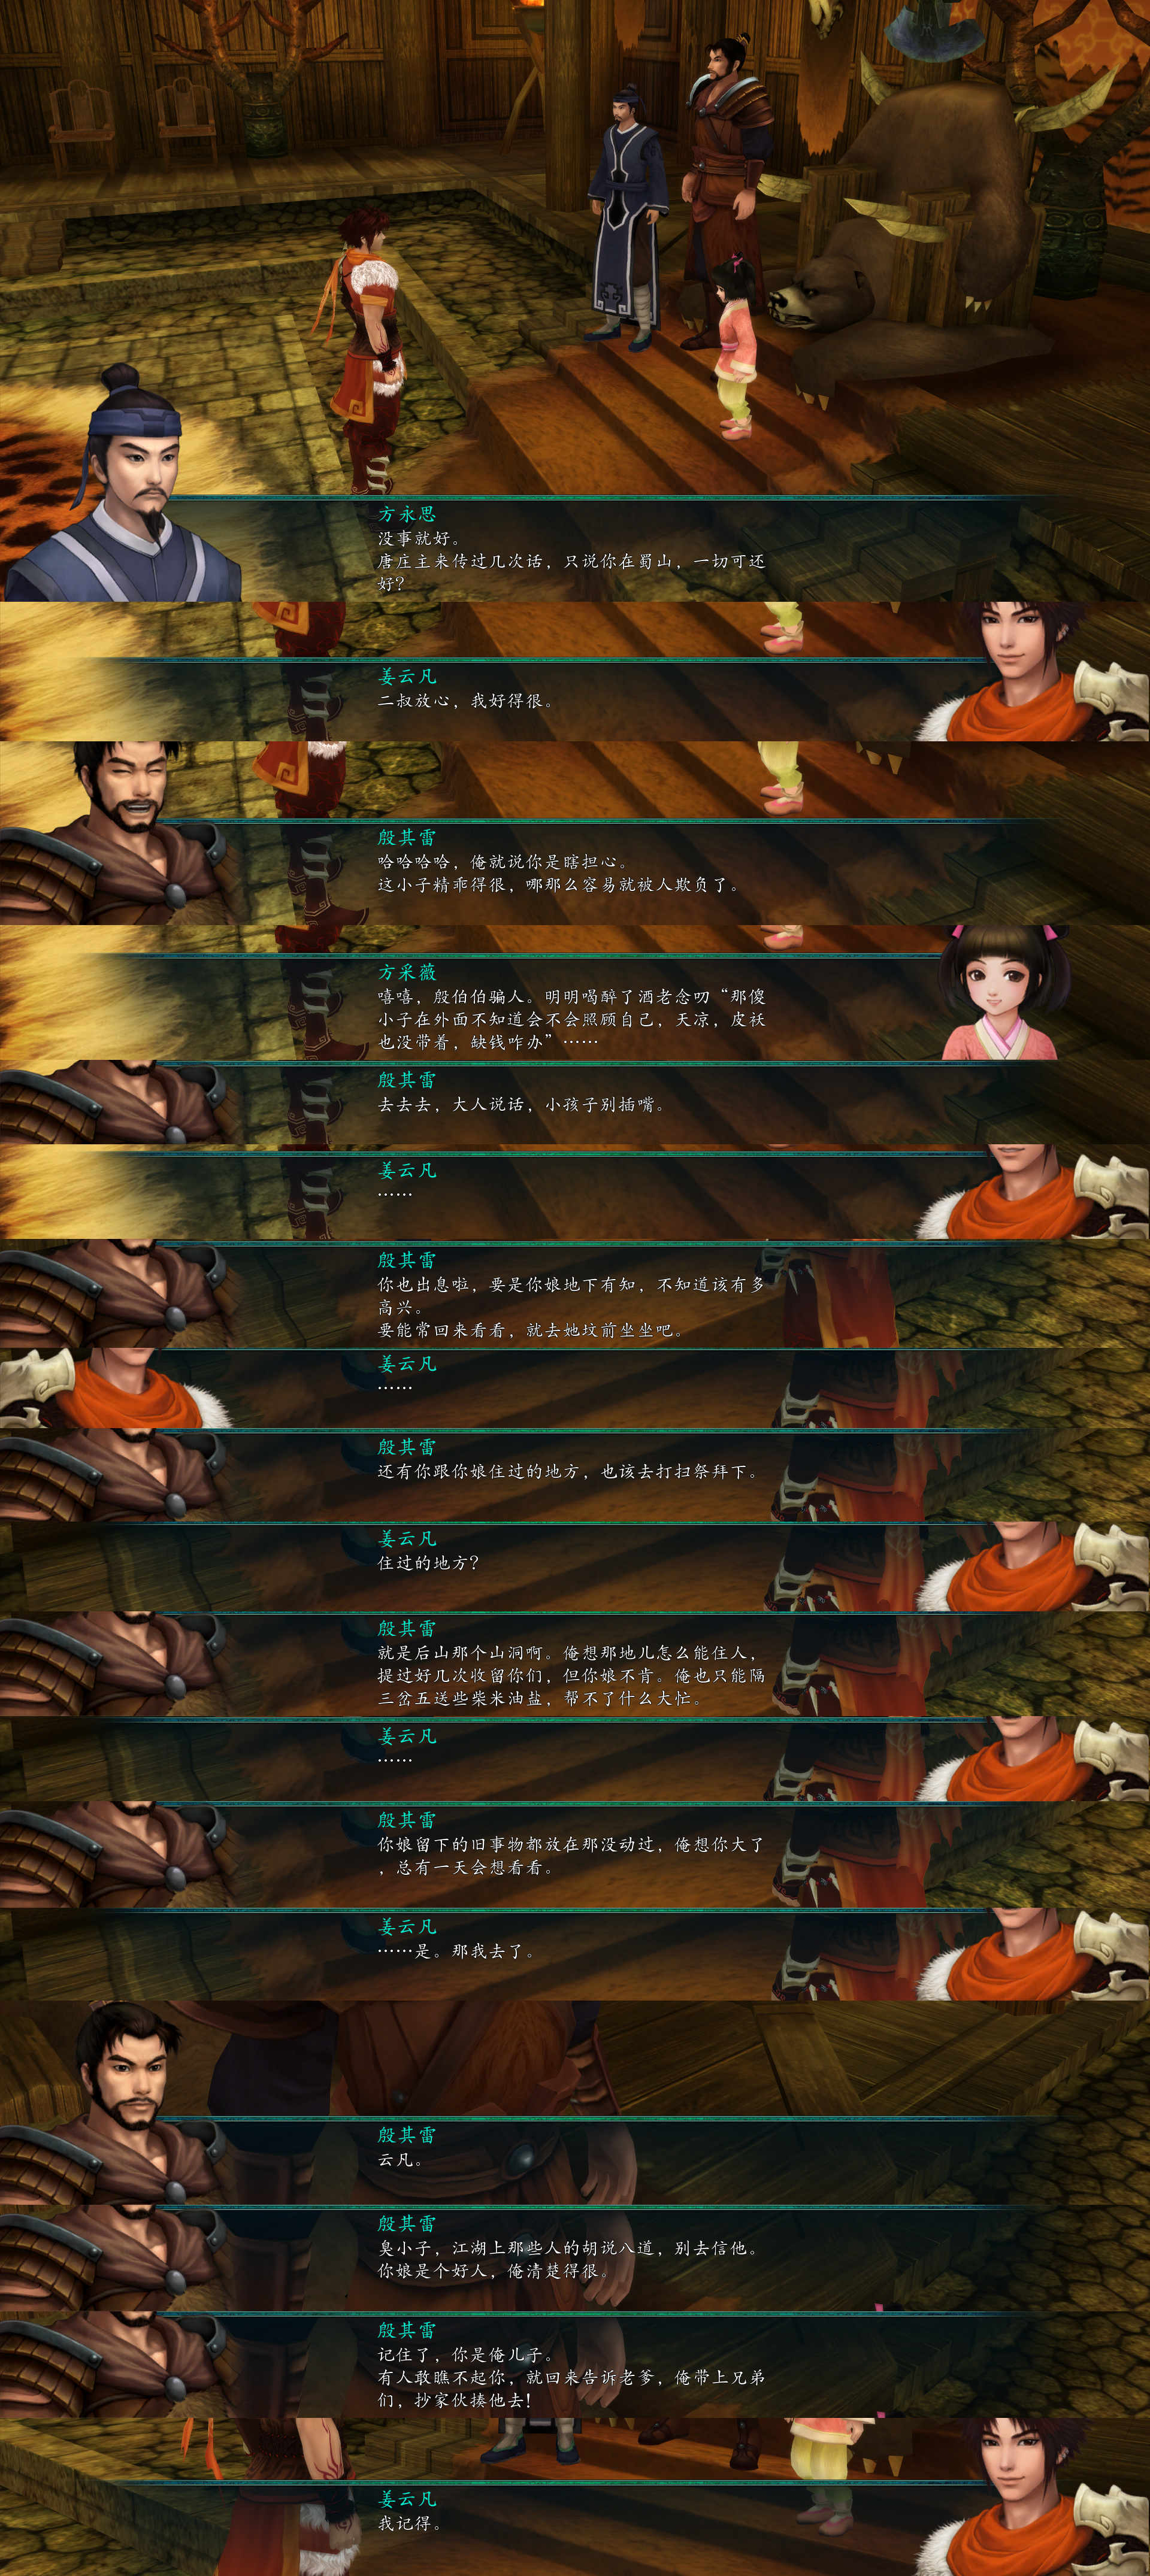 方永思
没事就好。
唐庄主来传过几次话，只说你在蜀山，一切可还
好？
姜云凡
二叔放心，我好得很。
殷其雷
哈哈哈哈，俺就说你是瞎担心。
这小子精乖得很，哪那么容易就被人欺负了。
方采薇
嘻嘻，殷伯伯骗人。明明喝醉了酒老念叨“那傻
小子在外面不知道会不会照顾自己，天凉，皮袄
也没带着，缺钱咋办”……
殷其雷
去去去，大人说话，小孩子别插嘴。
姜云凡
……
殷其雷
你也出息啦，要是你娘地下有知，不知道该有多
高兴。
要能常回来看看，就去她坟前坐坐吧。
姜云凡
……
殷其雷
还有你跟你娘住过的地方，也该去打扫祭拜下。
姜云凡
住过的地方？
殷其雷
就是后山那个山洞啊。俺想那地儿怎么能住人，
提过好几次收留你们，但你娘不肯。俺也只能隔
三岔五送些柴米油盐，帮不了什么大忙。
姜云凡
……
殷其雷
你娘留下的旧事物都放在那没动过，俺想你大了
，总有一天会想看看。
姜云凡
……是。那我去了。
殷其雷
云凡。
殷其雷
臭小子，江湖上那些人的胡说八道，别去信他。
你娘是个好人，俺清楚得很。
殷其雷
记住了，你是俺儿子。
有人敢瞧不起你，就回来告诉老爹，俺带上兄弟
们，抄家伙揍他去！
姜云凡
我记得。